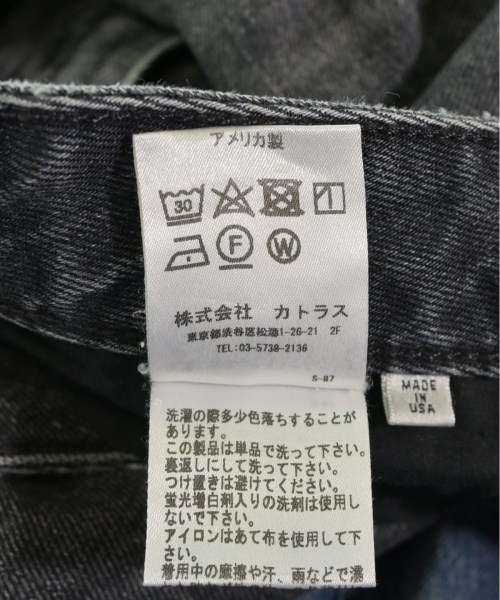 アメリカ製
30
F W
株式会社 カトラス
東京都渋谷区松濤1-26-21 2F
TEL:03-5738-2136
S-87
MADE
IN
USA
洗濯の際多少色落ちすることが
あります。
この製品は単品で洗って下さい。
裏返しにして洗って下さい。
つけ置きは避けてください。
蛍光増白剤入りの洗剤は使用し
ないで下さい。
アイロンはあて布を使用して下
さい。
着用中の摩擦や汗、雨などで濡